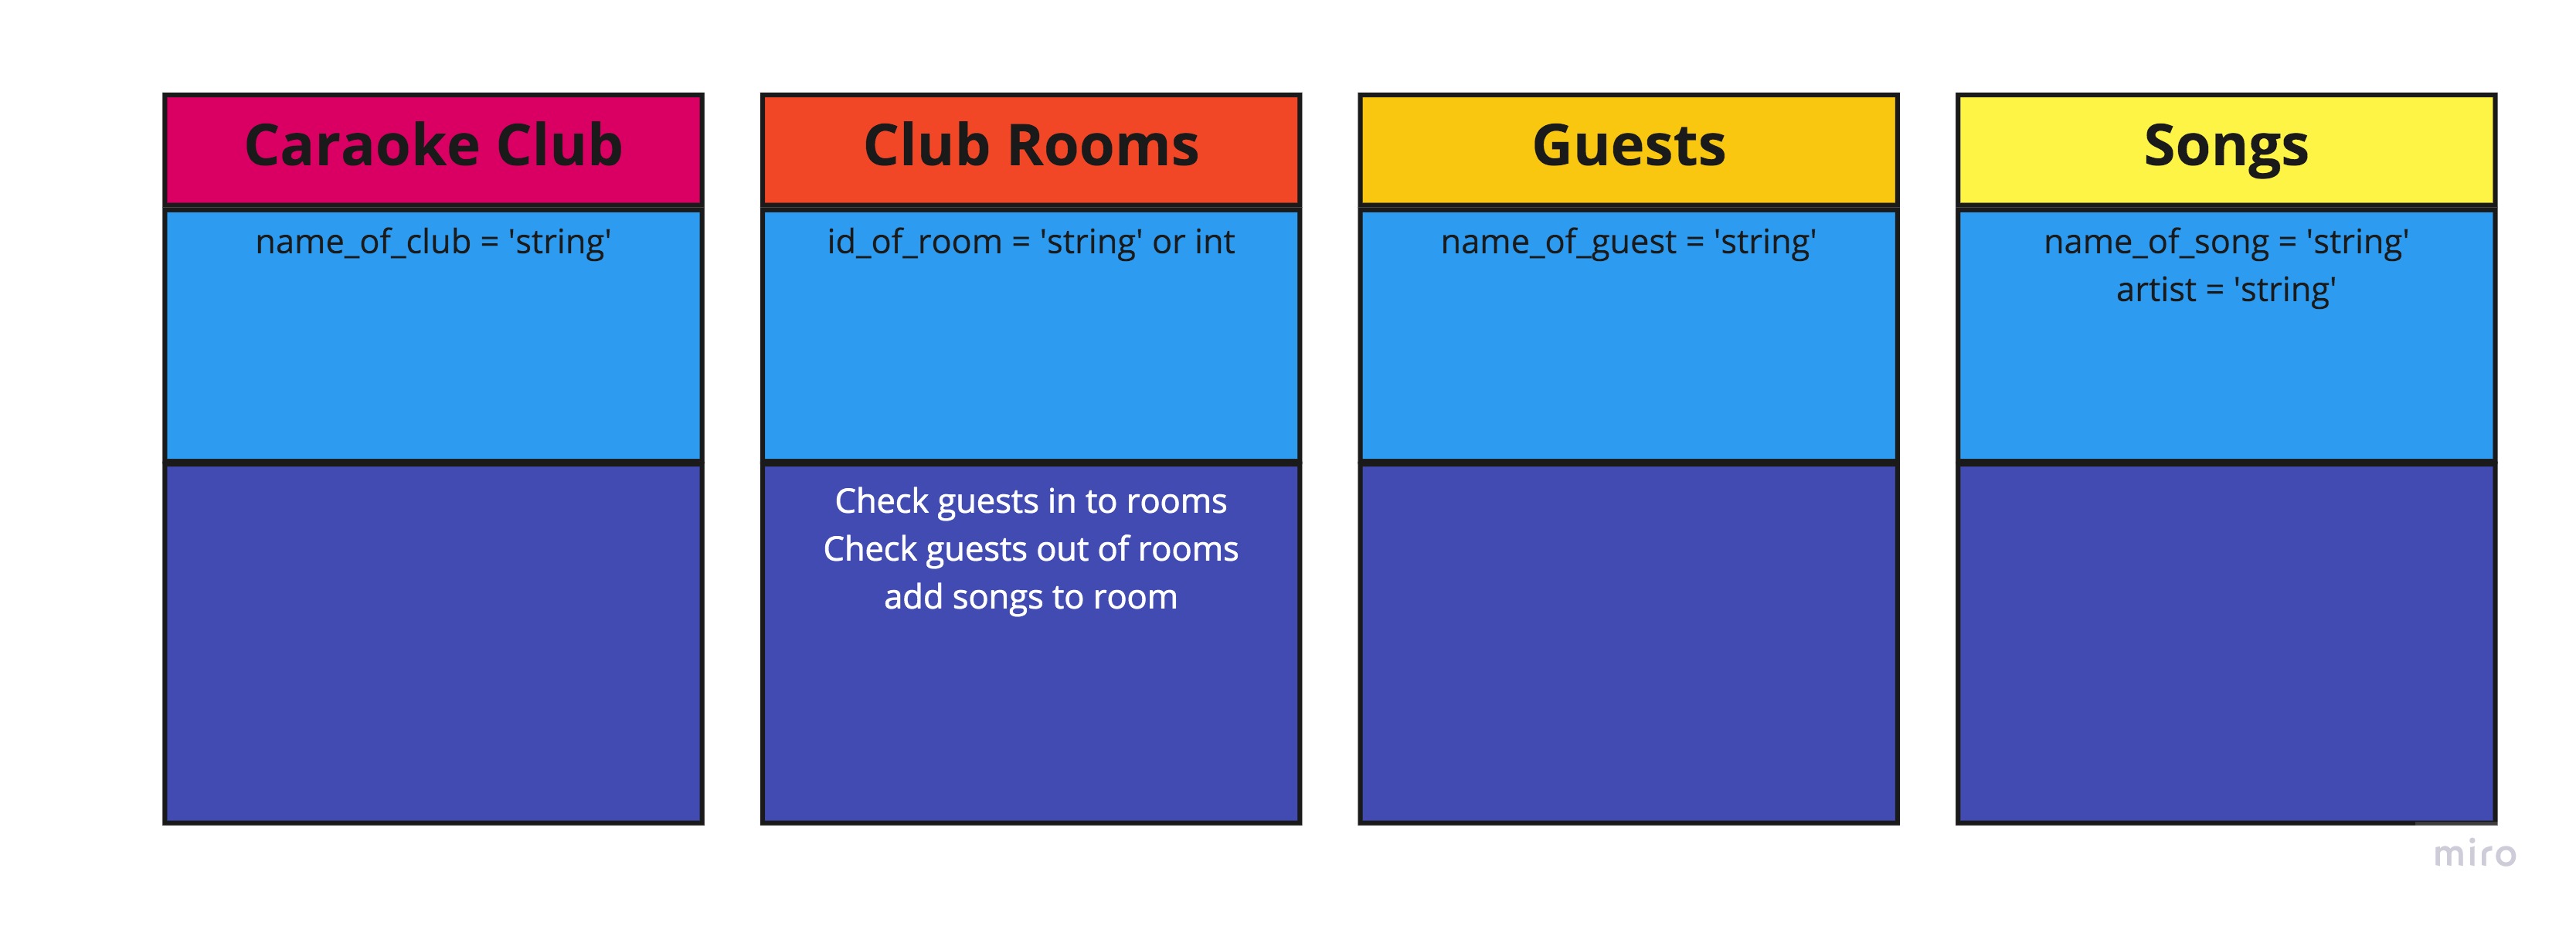 Caraoke Club
name_of_club = 'string'
Club Rooms
id_of_room = 'string' or int
Check guests in to rooms
Check guests out of rooms
add songs to room
Guests
name_of_guest = 'string'
Songs
name_of_song = 'string'
artist = 'string'
miro